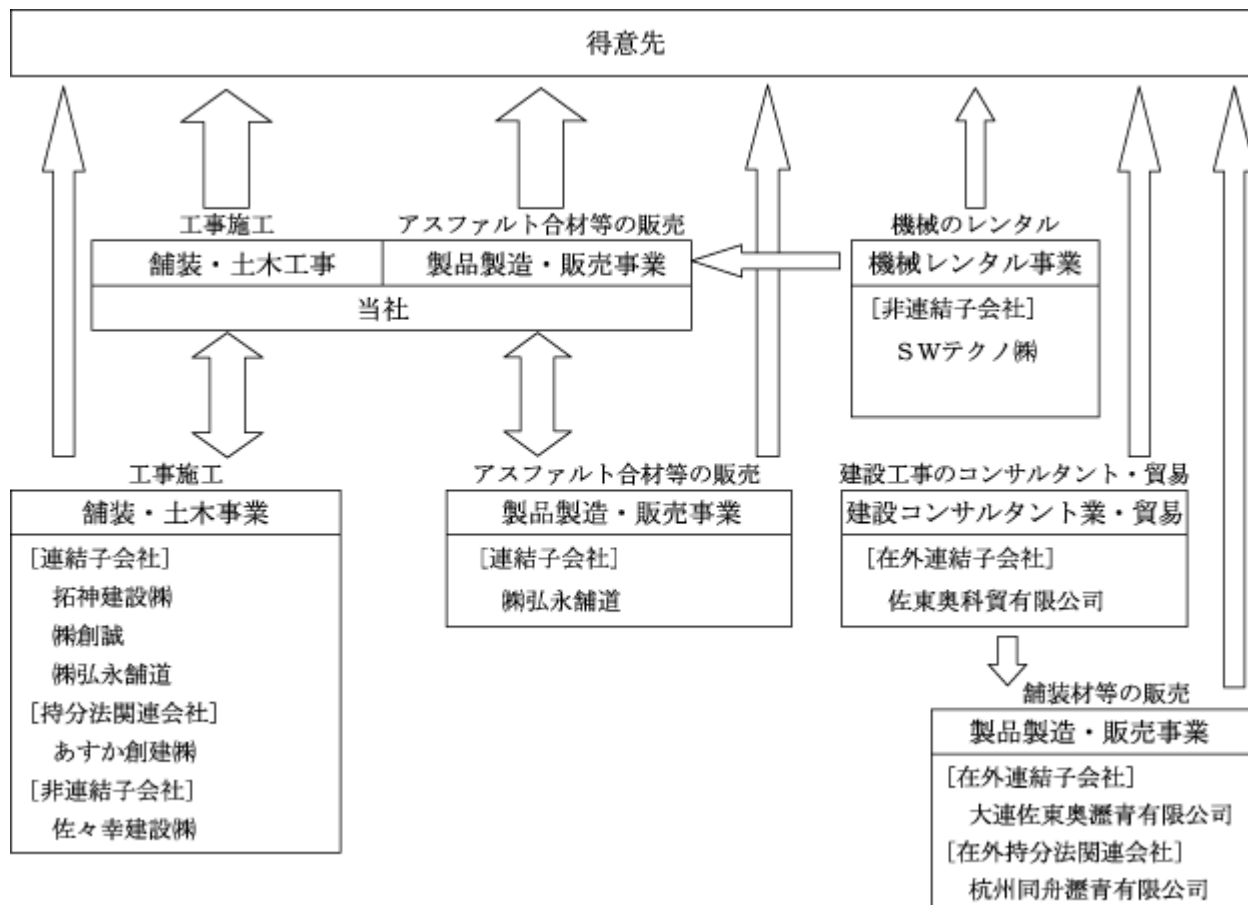 得意先
工事施工
アスファルト合材等の販売
機械のレンタル
舗装・土木工事
製品製造・販売事業
機械レンタル事業
当社
[非連結子会社]
ＳＷテクノ㈱
工事施工
アスファルト合材等の販売
建設工事のコンサルタント・貿易
舗装・土木事業
[連結子会社]
拓神建設㈱
㈱創誠
㈱弘永舗道
[持分法関連会社]
あすか創建㈱
[非連結子会社]
佐々幸建設㈱
製品製造・販売事業
[連結子会社]
㈱弘永舗道
建設コンサルタント業・貿易
[在外連結子会社]
佐東奥科貿有限公司
舗装材等の販売
製品製造・販売事業
[在外連結子会社]
大連佐東奥瀝青有限公司
[在外持分法関連会社]
杭州同舟瀝青有限公司